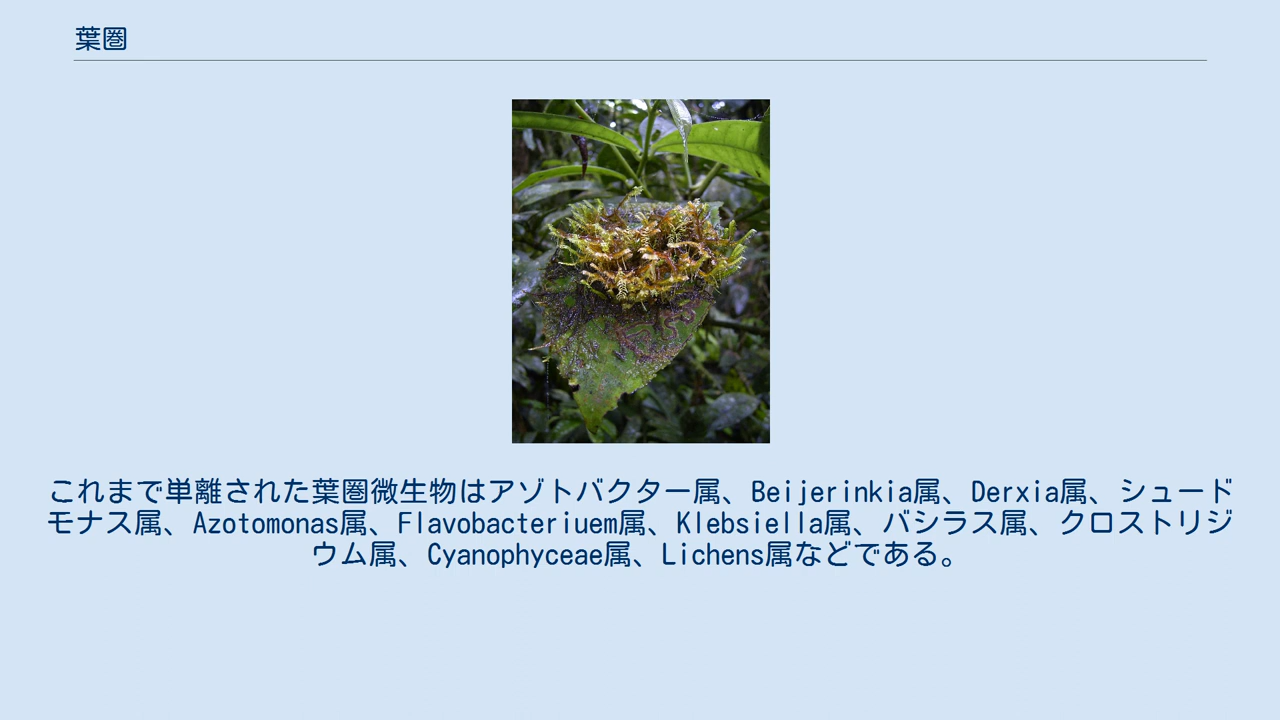 葉圏
これまで単離された葉圏微生物はアゾトバクター属、Beijerinkia属、Derxia属、シュード
モナス属、Azotomonas属、Flavobacteriuem属、Klebsiella属、バシラス属、クロストリジ
ウム属、Cyanophyceae属、Lichens属などである。